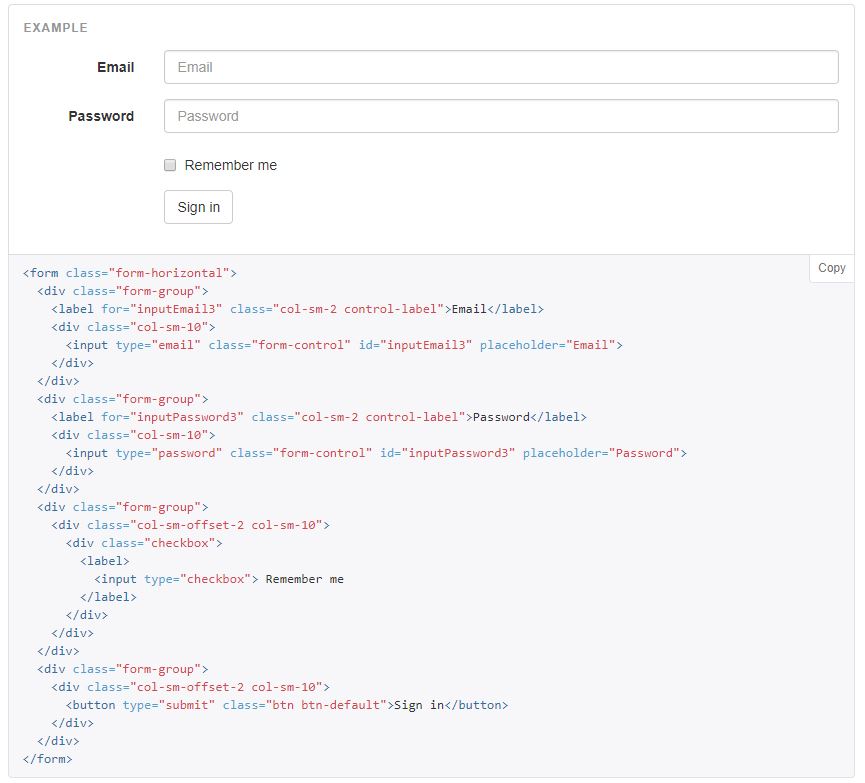 EXAMPLE
Email
Email
Password
Password
Remember me
Sign in
Copy
<form class="form-horizontal">
  <div class="form-group">
    <label for="inputEmail3" class="col-sm-2 control-label">Email</label>
    <div class="col-sm-10">
      <input type="email" class="form-control" id="inputEmail3" placeholder="Email">
    </div>
  </div>
  <div class="form-group">
    <label for="inputPassword3" class="col-sm-2 control-label">Password</label>
    <div class="col-sm-10">
      <input type="password" class="form-control" id="inputPassword3" placeholder="Password">
    </div>
  </div>
  <div class="form-group">
    <div class="col-sm-offset-2 col-sm-10">
      <div class="checkbox">
        <label>
          <input type="checkbox"> Remember me
        </label>
      </div>
    </div>
  </div>
  <div class="form-group">
    <div class="col-sm-offset-2 col-sm-10">
      <button type="submit" class="btn btn-default">Sign in</button>
    </div>
  </div>
</form>